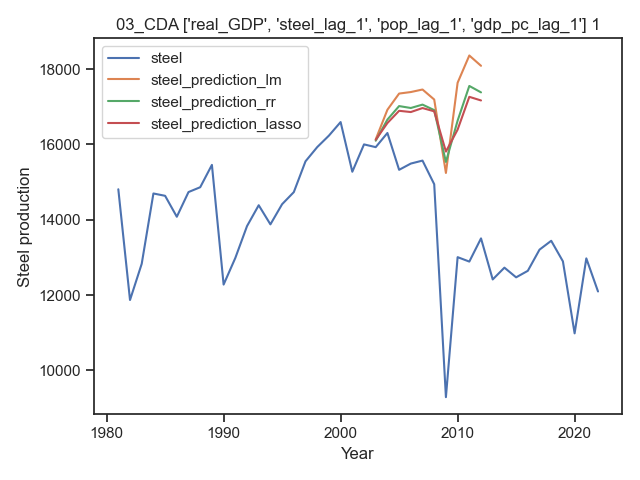 03_CDA ['real_GDP', 'steel_lag_1', 'pop_lag_1', 'gdp_pc_lag_1'] 1
steel
steel_prediction_lm
steel_prediction_rr
steel_prediction_lasso
Steel production
18000
16000
14000
12000
10000
1980
1990
2000
2010
2020
Year